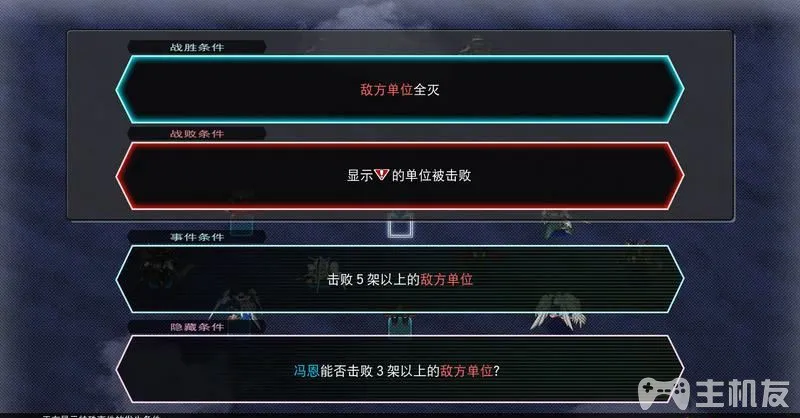 战胜条件
敌方单位全灭
战败条件
显示的单位被击败
事件条件
击败5架以上的敌方单位
隐藏条件
冯恩能否击败3架以上的敌方单位?
主机友